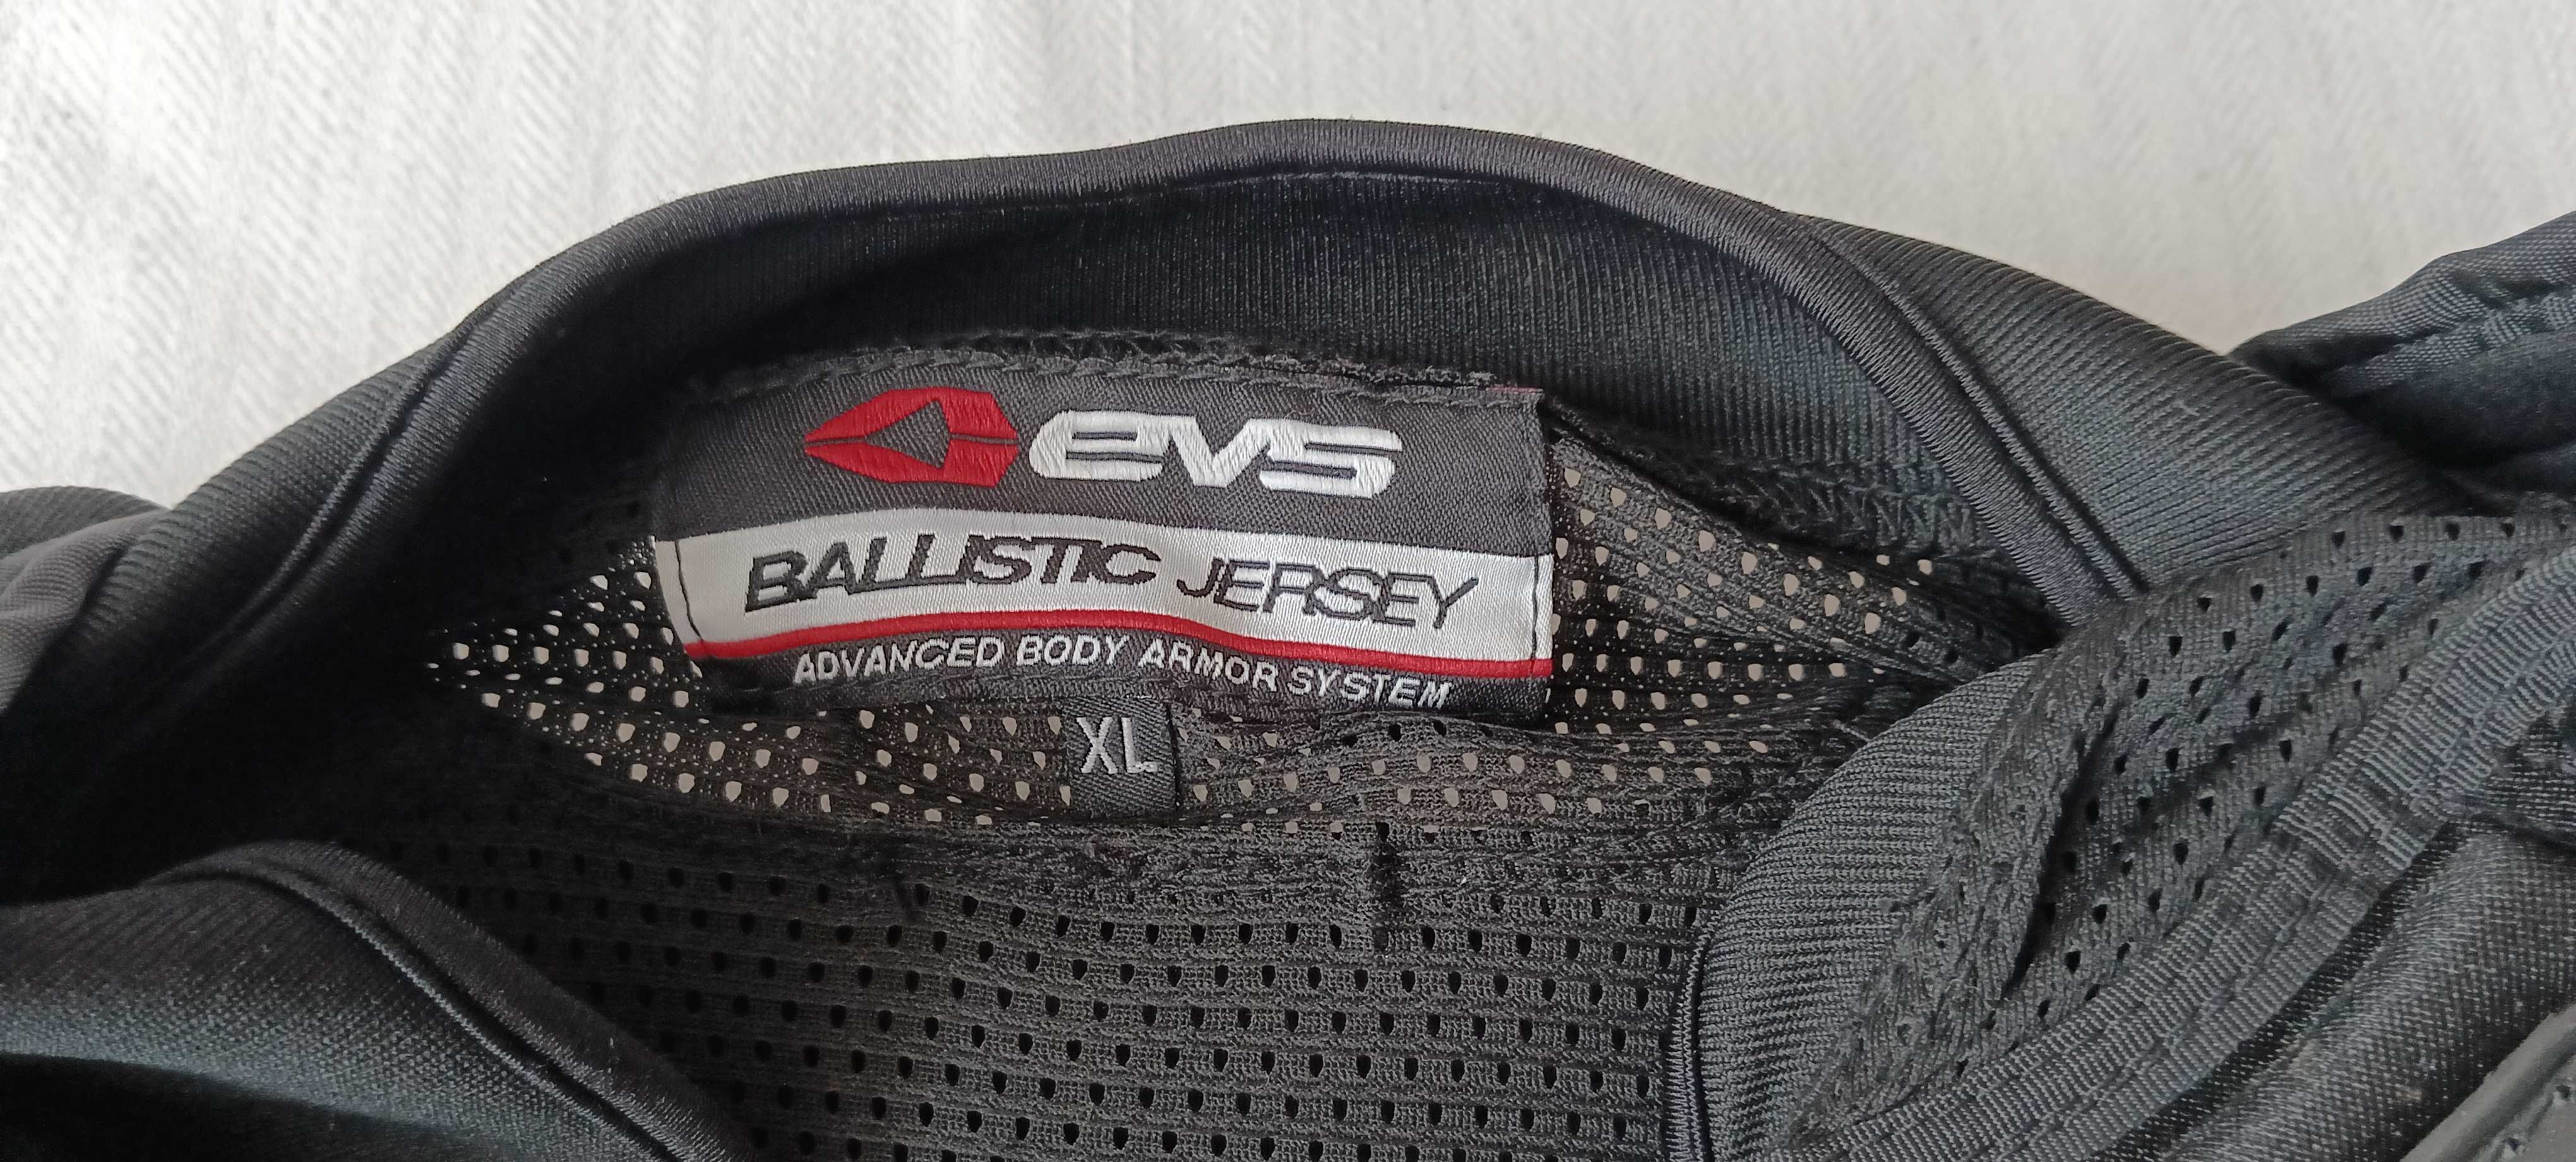 evs
BALLISTIC JERSEY
ADVANCED BODY ARMOR SYSTEM
XL